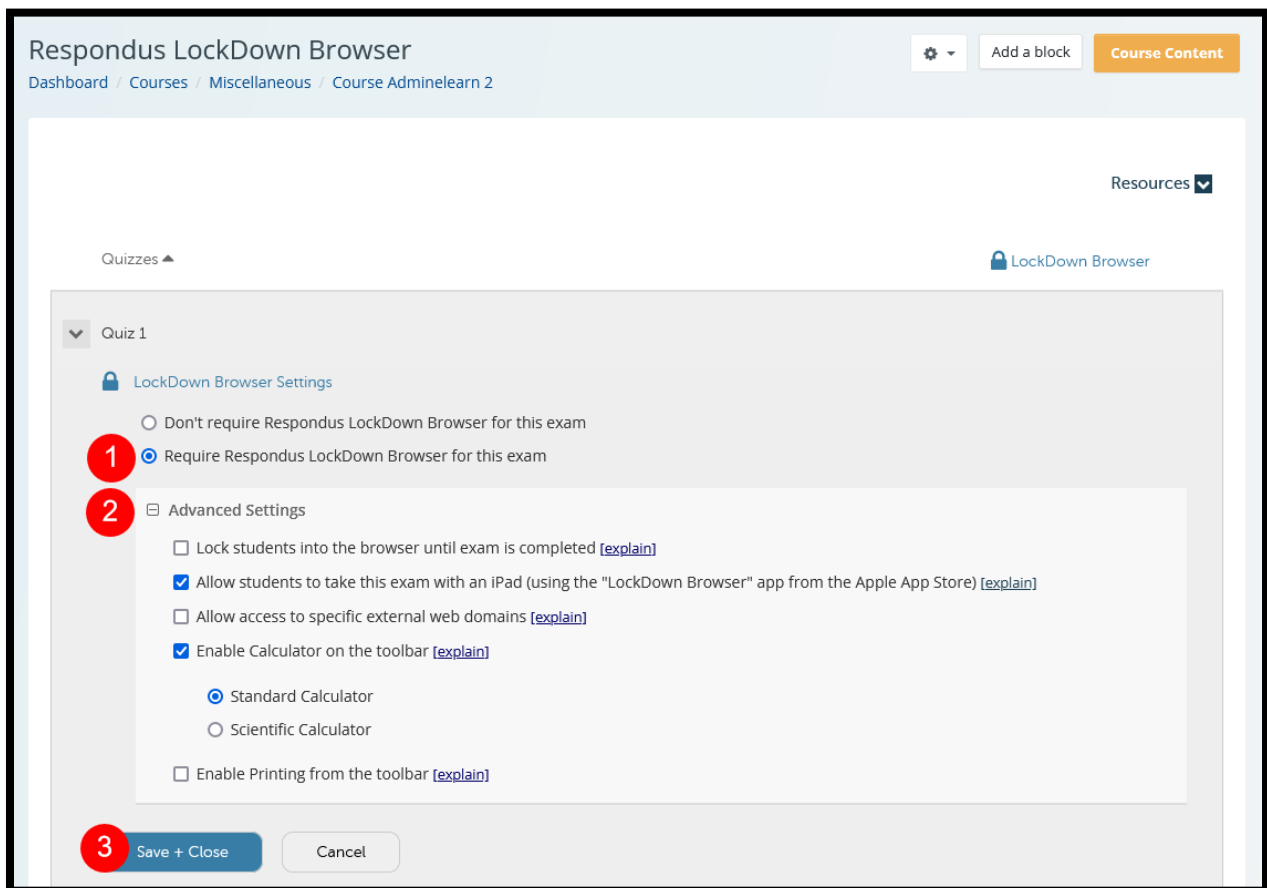 Respondus LockDown Browser
Add a block
Course Content
Dashboard / Courses / Miscellaneous / Course Adminelearn 2
Resources
Quizzes
LockDown Browser
Quiz 1
LockDown Browser Settings
Don't require Respondus LockDown Browser for this exam
1 Require Respondus LockDown Browser for this exam
2 Advanced Settings
Lock students into the browser until exam is completed [explain]
Allow students to take this exam with an iPad (using the "LockDown Browser" app from the Apple App Store) [explain]
Allow access to specific external web domains [explain]
Enable Calculator on the toolbar [explain]
Standard Calculator
Scientific Calculator
Enable Printing from the toolbar [explain]
3 Save + Close Cancel